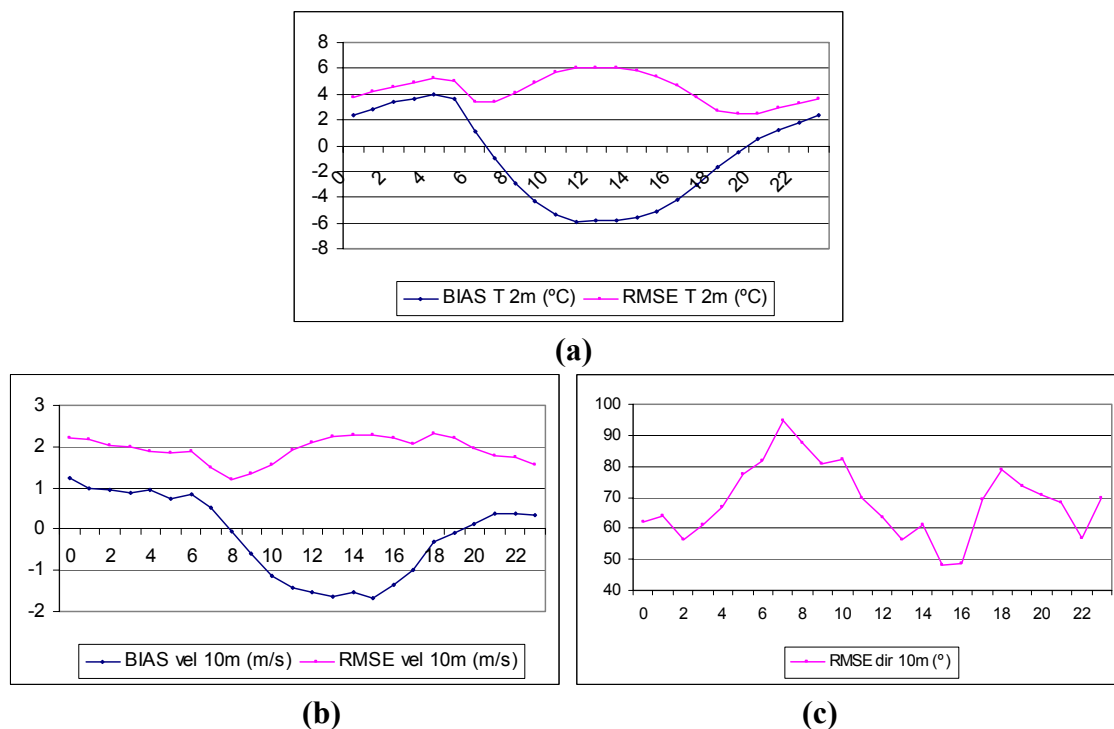 8
6
4
2
0
-2
-4
-6
-8
0 2 4 6 8 10 12 14 16 18 20 22
BIAS T 2m (ºC) RMSE T 2m (ºC)
(a)
3
2
1
0
-1
-2
0 2 4 6 8 10 12 14 16 18 20 22
BIAS vel 10m (m/s) RMSE vel 10m (m/s)
(b)
100
90
80
70
60
50
40
0 2 4 6 8 10 12 14 16 18 20 22
RMSE dir 10m (º)
(c)